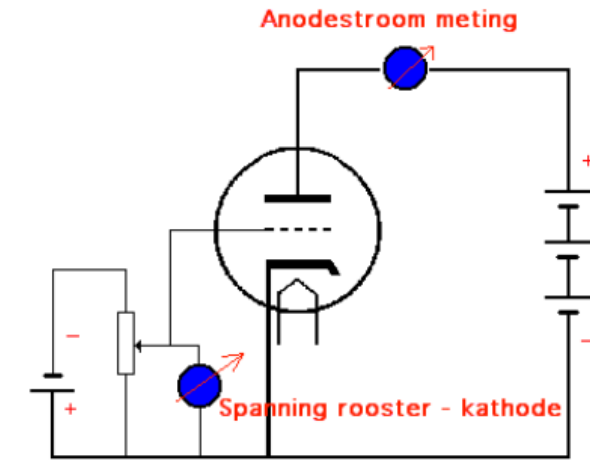 Anodestroom meting
+
−
+
−
Spanning rooster - kathode